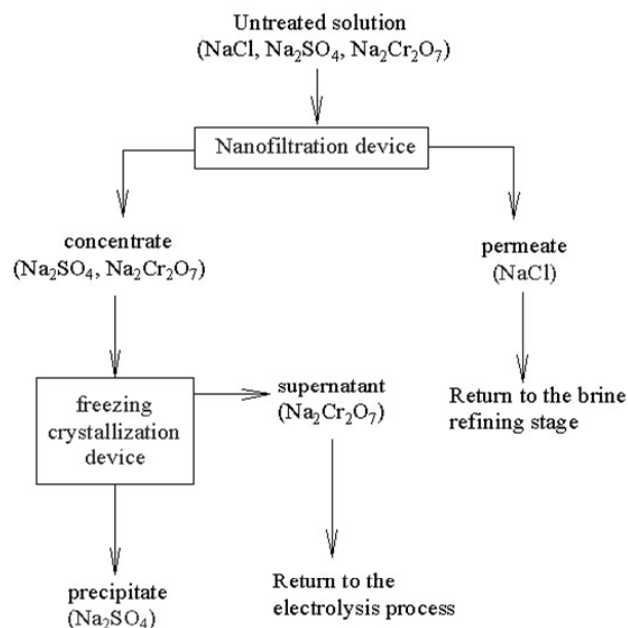 Untreated solution
(NaCl, Na₂SO₄, Na₂Cr₂O₇)
Nanofiltration device
concentrate
(Na₂SO₄, Na₂Cr₂O₇)
permeate
(NaCl)
freezing
crystallization
device
supernatant
(Na₂Cr₂O₇)
Return to the brine
refining stage
precipitate
(Na₂SO₄)
Return to the
electrolysis process